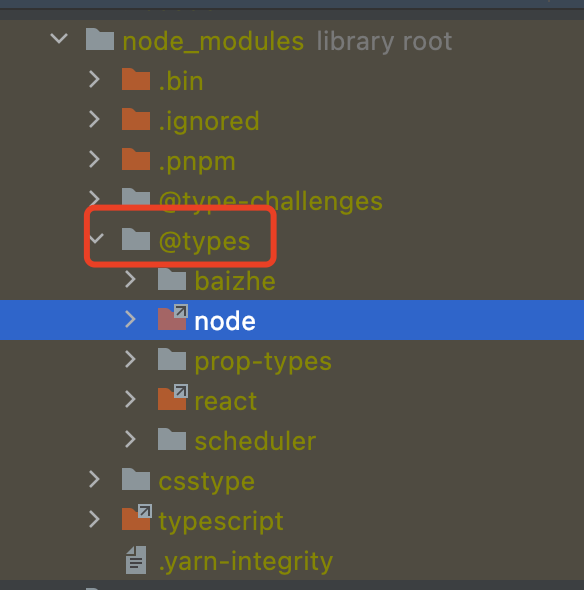 node_modules library root
.bin
.ignored
.pnpm
@type-challenges
@types
baizhe
node
prop-types
react
scheduler
csstype
typescript
.yarn-integrity